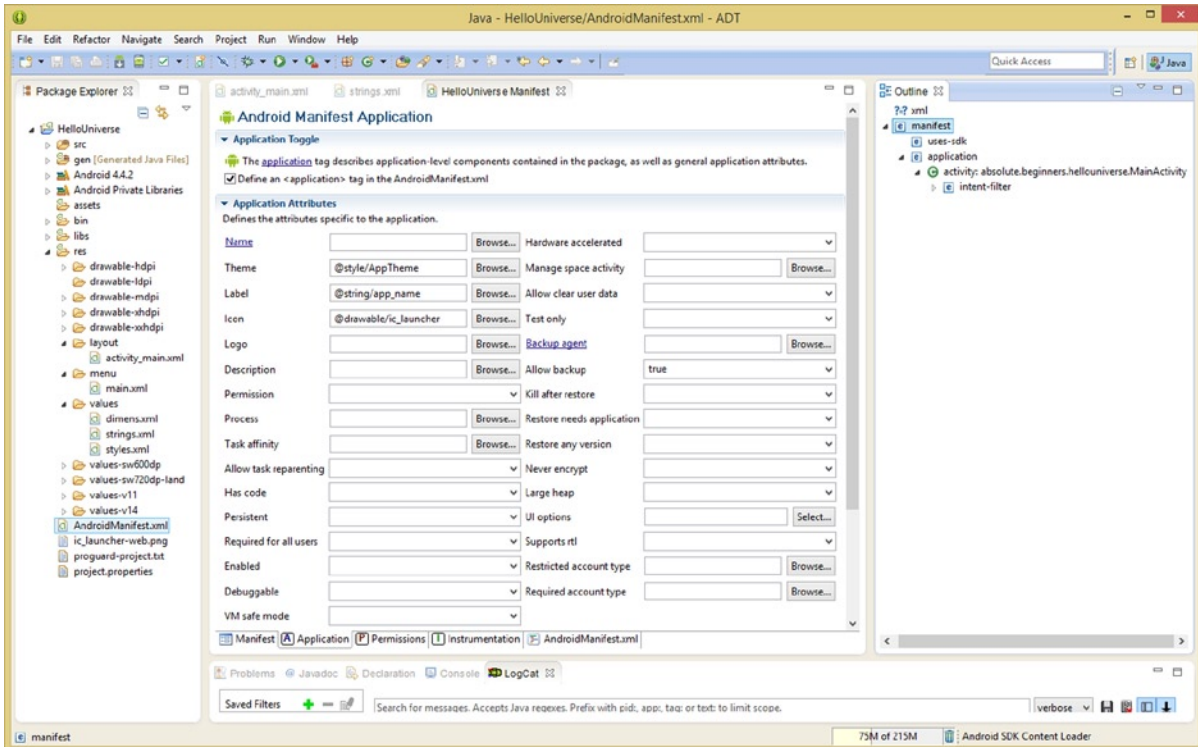 Java - HelloUniverse/AndroidManifest.xml - ADT
File Edit Refactor Navigate Search Project Run Window Help
Quick Access
Java
Package Explorer
HelloUniverse
src
gen [Generated Java Files]
Android 4.4.2
Android Private Libraries
assets
bin
libs
res
drawable-hdpi
drawable-ldpi
drawable-mdpi
drawable-xhdpi
drawable-xxhdpi
layout
activity_main.xml
menu
main.xml
values
dimens.xml
strings.xml
styles.xml
values-sw600dp
values-sw720dp-land
values-v11
values-v14
AndroidManifest.xml
ic_launcher-web.png
proguard-project.txt
project.properties
activity_main.xml strings.xml HelloUniverse Manifest
Android Manifest Application
Application Toggle
The application tag describes application-level components contained in the package, as well as general application attributes.
Define an <application> tag in the AndroidManifest.xml
Application Attributes
Defines the attributes specific to the application.
Name Browse... Hardware accelerated
Theme @style/AppTheme Browse... Manage space activity Browse...
Label @string/app_name Browse... Allow clear user data
Icon @drawable/ic_launcher Browse... Test only
Logo Browse... Backup agent Browse...
Description Browse... Allow backup true
Permission Kill after restore
Process Browse... Restore needs application
Task affinity Browse... Restore any version
Allow task reparenting Never encrypt
Has code Large heap
Persistent UI options Select...
Required for all users Supports rtl
Enabled Restricted account type Browse...
Debuggable Required account type Browse...
VM safe mode
Manifest A Application P Permissions I Instrumentation AndroidManifest.xml
Outline
?-? xml
e manifest
e uses-sdk
e application
activity: absolute.beginners.hellouniverse.MainActivity
e intent-filter
Problems @ Javadoc Declaration Console LogCat
Saved Filters
Search for messages. Accepts Java regexes. Prefix with pid:, app:, tag: or text: to limit scope.
verbose
e manifest
75M of 215M
Android SDK Content Loader